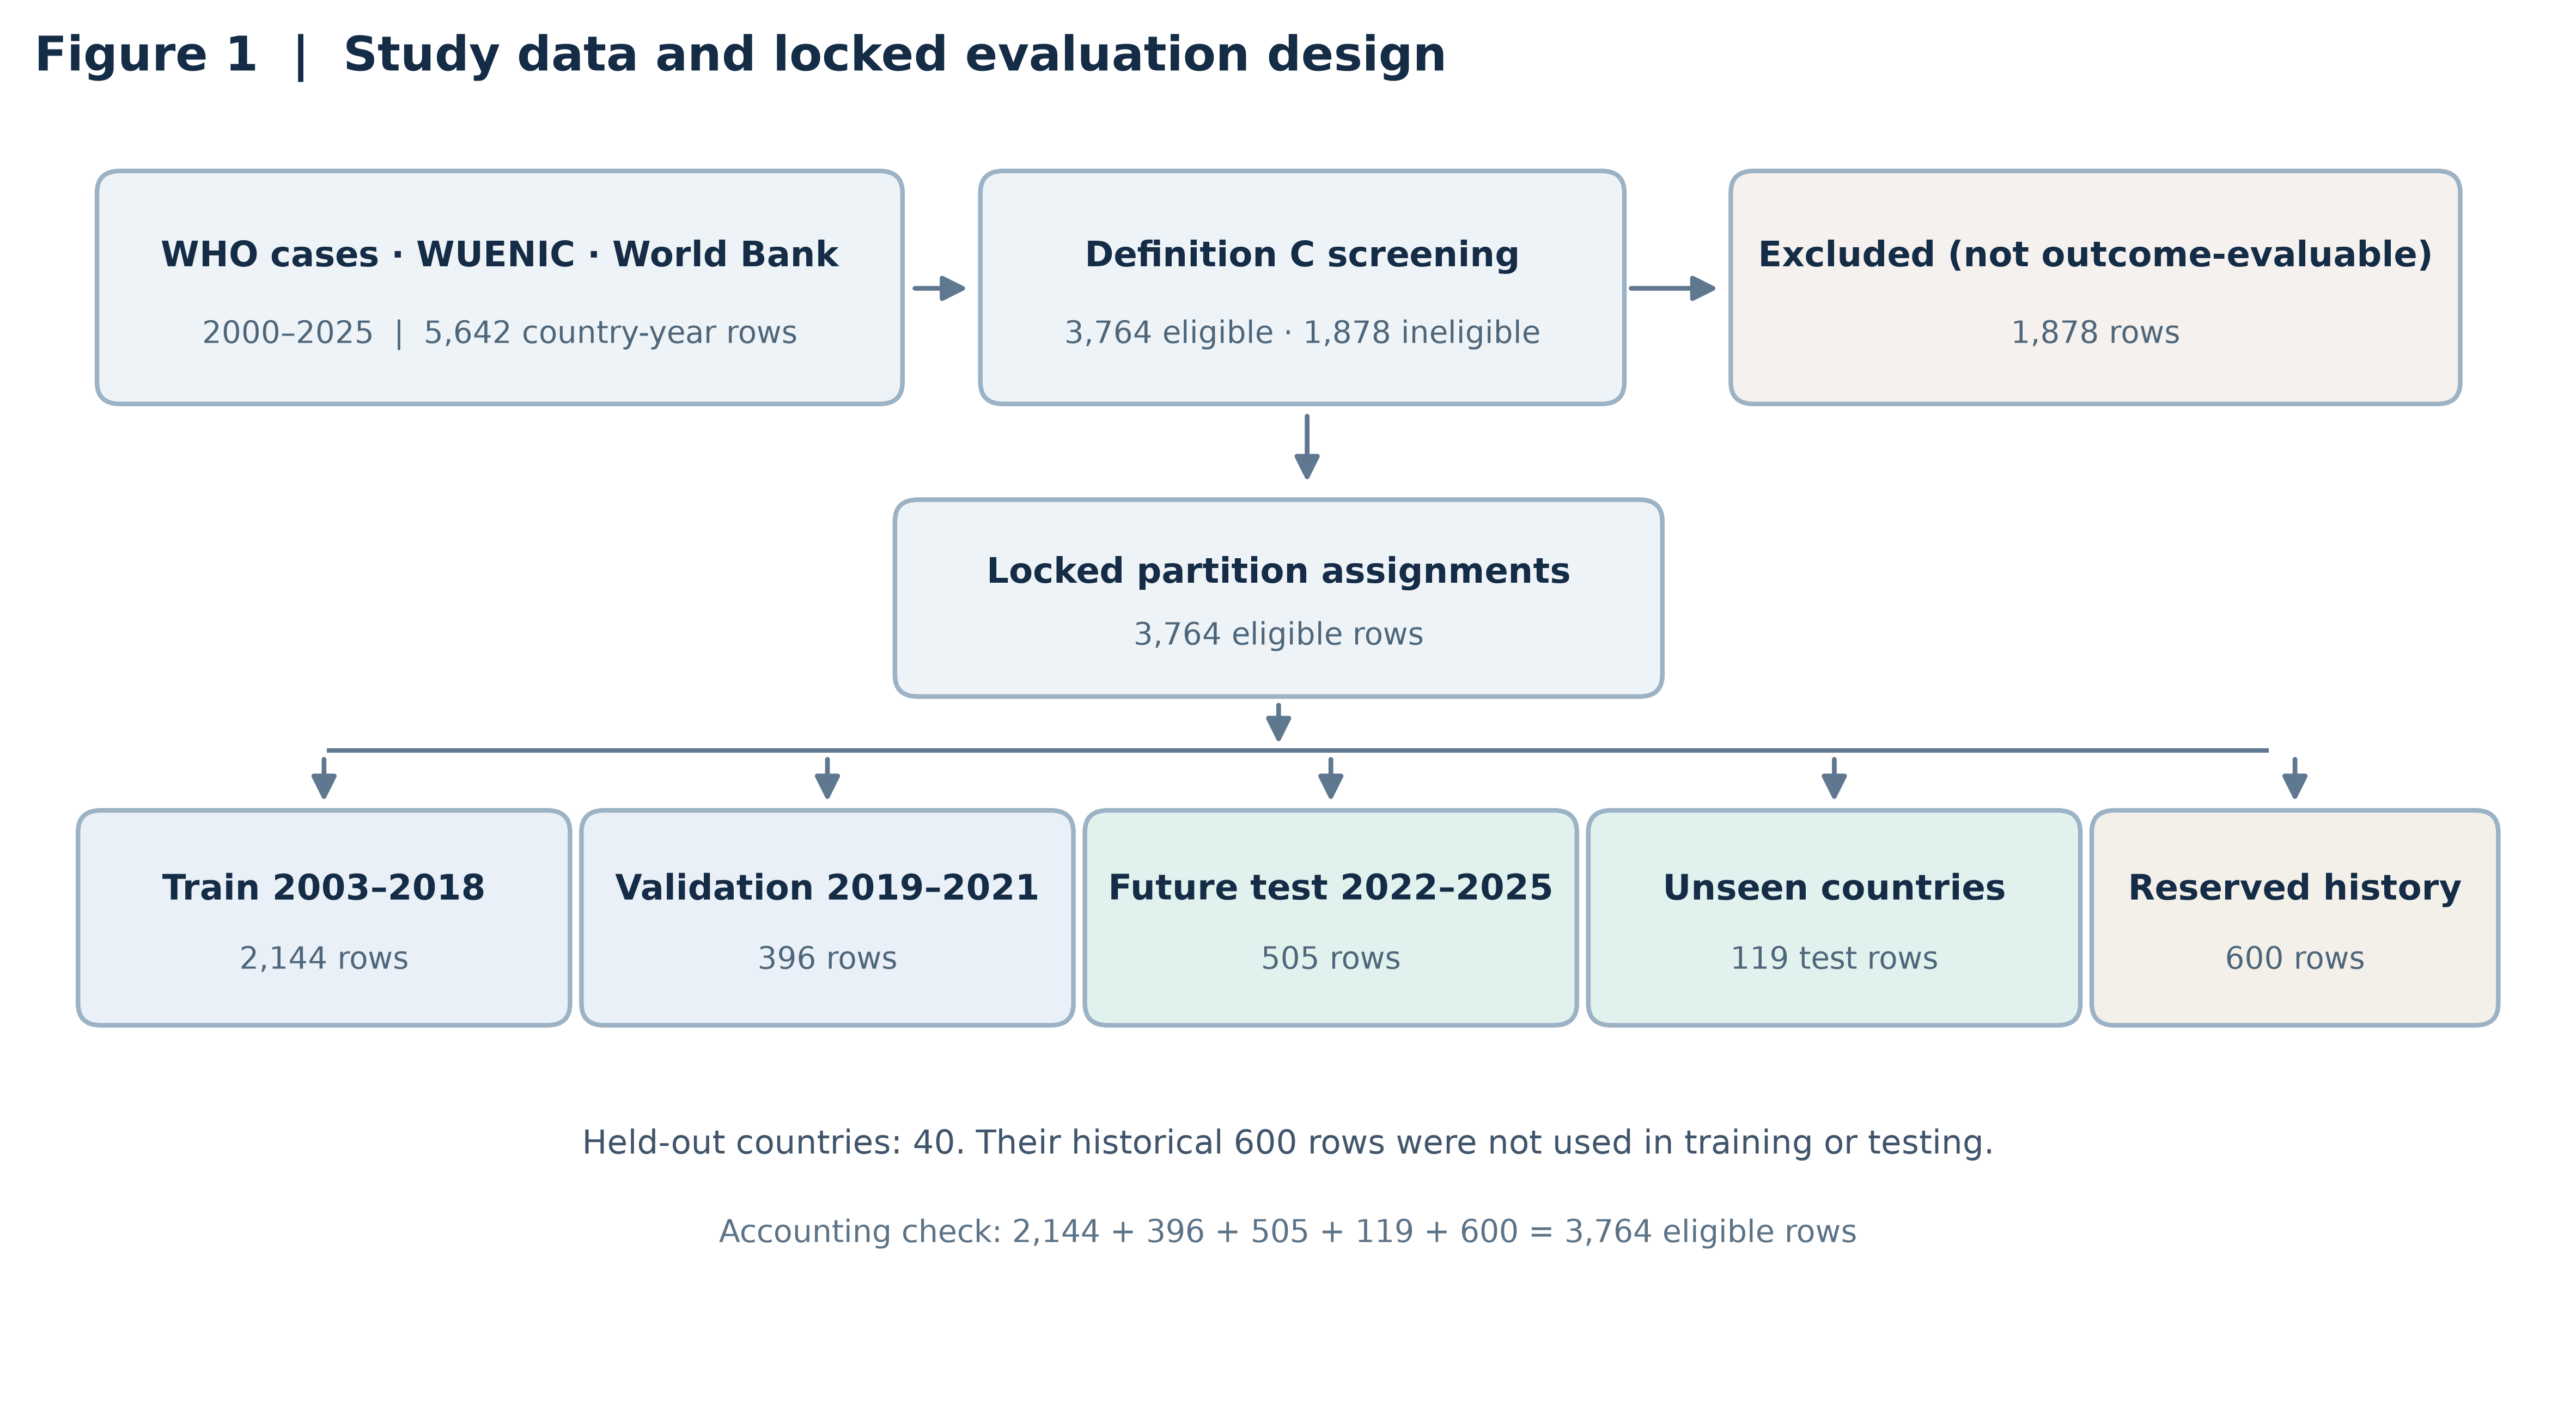 Figure 1 | Study data and locked evaluation design
WHO cases · WUENIC · World Bank
2000–2025 | 5,642 country-year rows
Definition C screening
3,764 eligible · 1,878 ineligible
Excluded (not outcome-evaluable)
1,878 rows
Locked partition assignments
3,764 eligible rows
Train 2003–2018
2,144 rows
Validation 2019–2021
396 rows
Future test 2022–2025
505 rows
Unseen countries
119 test rows
Reserved history
600 rows
Held-out countries: 40. Their historical 600 rows were not used in training or testing.
Accounting check: 2,144 + 396 + 505 + 119 + 600 = 3,764 eligible rows